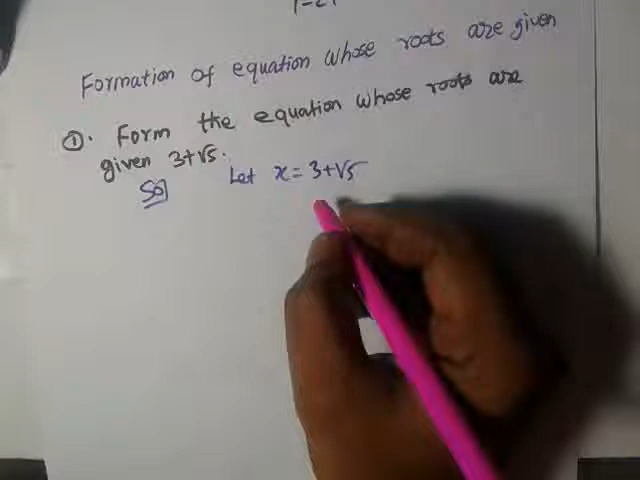 Formation of equation whose roots are given
①. Form the equation whose roots are
given 3+√5.
Sol Let x = 3+√5